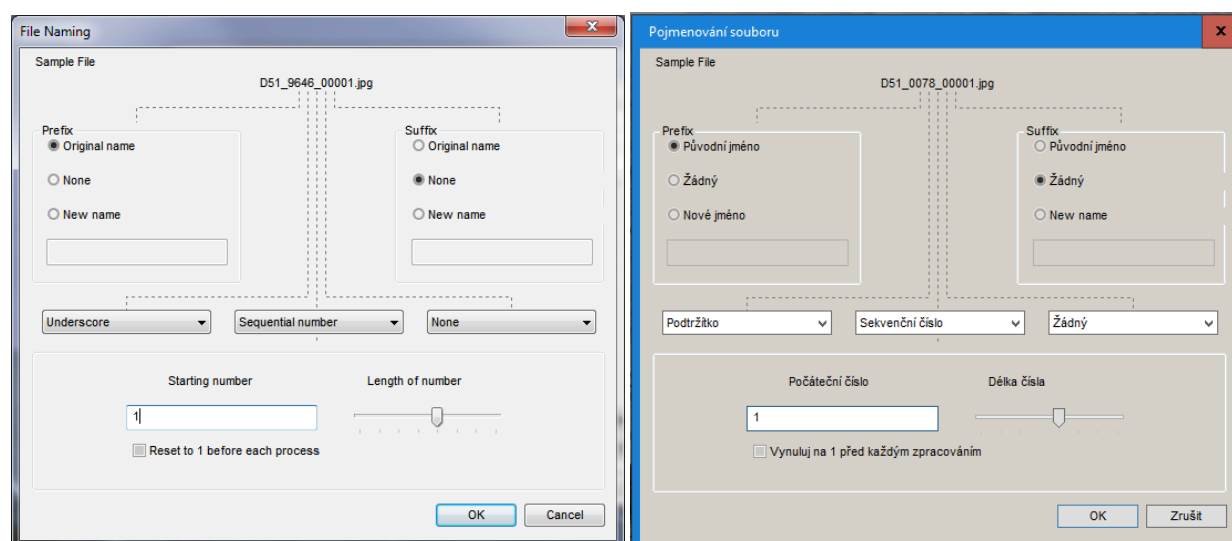 File Naming
x
Sample File
D51_9646_00001.jpg
Prefix
Suffix
Original name
Original name
None
None
New name
New name
Underscore
Sequential number
None
Starting number
Length of number
1
Reset to 1 before each process
OK
Cancel
Pojmenování souboru
x
Sample File
D51_0078_00001.jpg
Prefix
Suffix
Původní jméno
Původní jméno
Žádný
Žádný
Nové jméno
New name
Podtržítko
Sekvenční číslo
Žádný
Počáteční číslo
Délka čísla
1
Vynuluj na 1 před každým zpracováním
OK
Zrušit